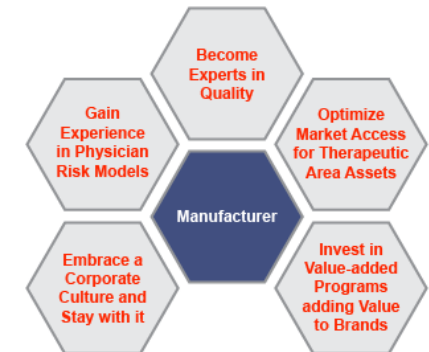 Become
Experts in
Quality
Gain
Experience
in Physician
Risk Models
Optimize
Market Access
for Therapeutic
Area Assets
Manufacturer
Embrace a
Corporate
Culture and
Stay with it
Invest in
Value-added
Programs
adding Value
to Brands